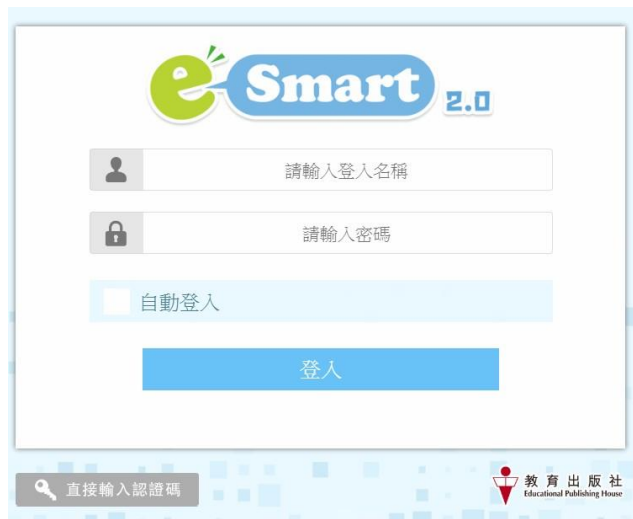 e Smart 2.0
請輸入登入名稱
請輸入密碼
自動登入
登入
直接輸入認證碼
教育出版社
Educational Publishing House